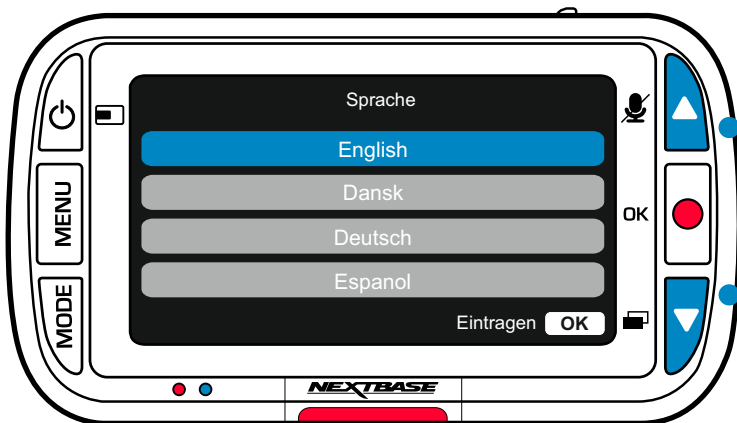 Sprache
English
Dansk
Deutsch
Espanol
Eintragen OK
MENU
MODE
OK
NEXTBASE